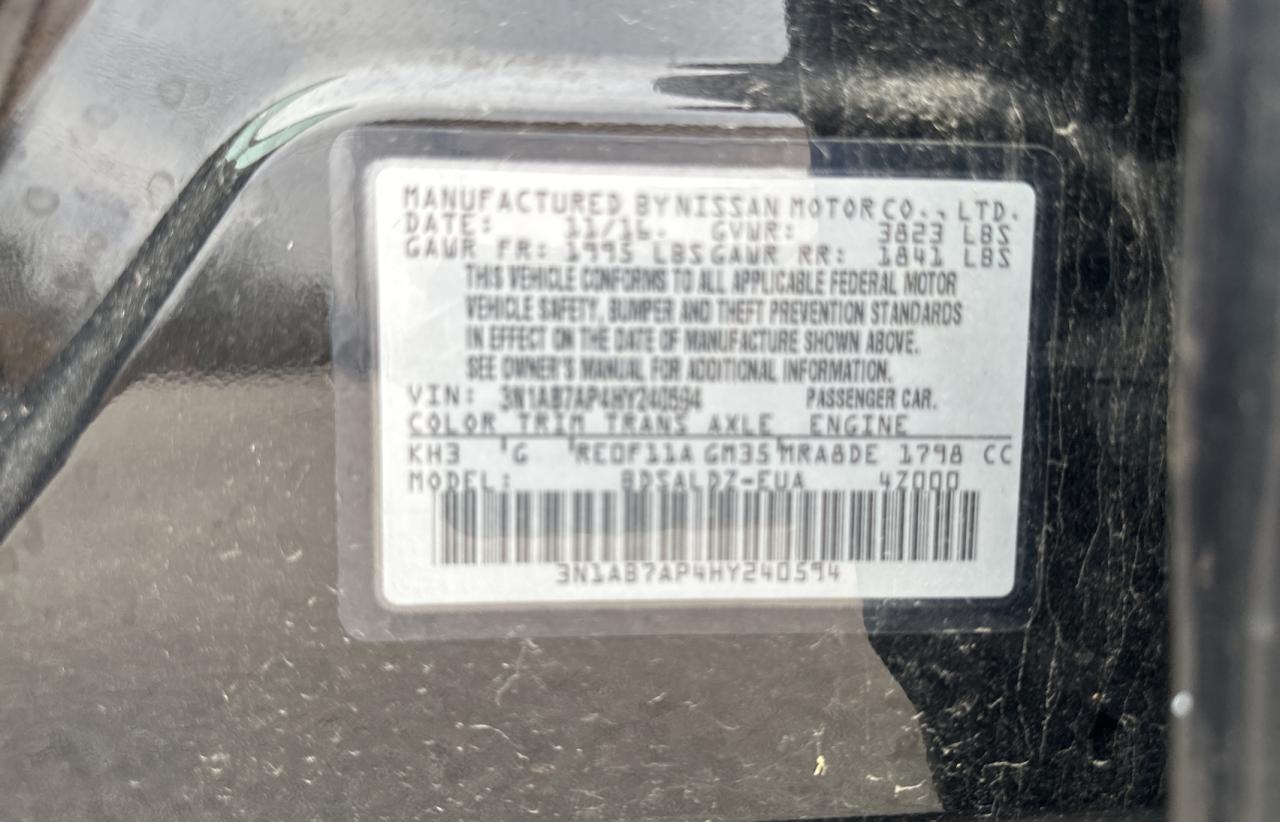 MANUFACTURED BY NISSAN MOTOR CO., LTD.
DATE: 11/16. GVWR: 3823 LBS
GAWR FR: 1995 LBS GAWR RR: 1841 LBS
THIS VEHICLE CONFORMS TO ALL APPLICABLE FEDERAL MOTOR
VEHICLE SAFETY, BUMPER AND THEFT PREVENTION STANDARDS
IN EFFECT ON THE DATE OF MANUFACTURE SHOWN ABOVE.
SEE OWNER'S MANUAL FOR ADDITIONAL INFORMATION.
VIN: 3N1AB7AP4HY240594 PASSENGER CAR.
COLOR TRIM TRANS AXLE ENGINE
KH3 G RE0F11A GM35 MRA8DE 1798 CC
MODEL: BDSALDZ-EUA 4Z000
3N1AB7AP4HY240594